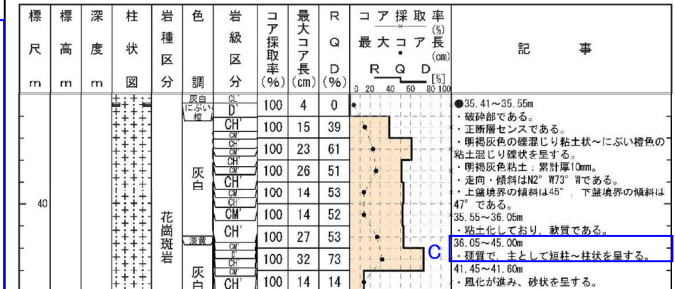 標尺 m
標高 m
深度 m
柱状図
岩種区分
色調
岩級区分
コア採取率(%)
最大コア長(cm)
RQD(%)
コア採取率(%)
最大コア長(cm)
RQD[%]
0 20 40 60 80 100
記事
灰白 CL' 100 4 0
にぶい橙 D'
CH' 100 15 39
CM'
CH' 100 23 61
CM'
CM' 100 26 51
灰白
CH' 100 14 53
CM'
40
CM' 100 14 52
花崗斑岩
CH' 100 27 53
淡黄
CM'
D' 100 32 73
CH'
CM'
灰白
CH' 100 14 14
C
●35.41～35.55m
・破砕部である。
・正断層センスである。
・明褐灰色の礫混じり粘土状～にぶい橙色の
粘土混じり礫状を呈する。
・明褐灰色粘土：累計厚10mm。
・走向・傾斜はN2°W73°Wである。
・上盤境界の傾斜は45°、下盤境界の傾斜は
47°である。
35.55～36.05m
・粘土化しており、軟質である。
36.05～45.00m
・硬質で、主として短柱～柱状を呈する。
41.45～41.60m
・風化が進み、砂状を呈する。